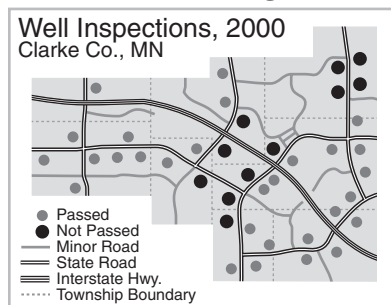 Well Inspections, 2000
Clarke Co., MN
Passed
Not Passed
Minor Road
State Road
Interstate Hwy.
Township Boundary